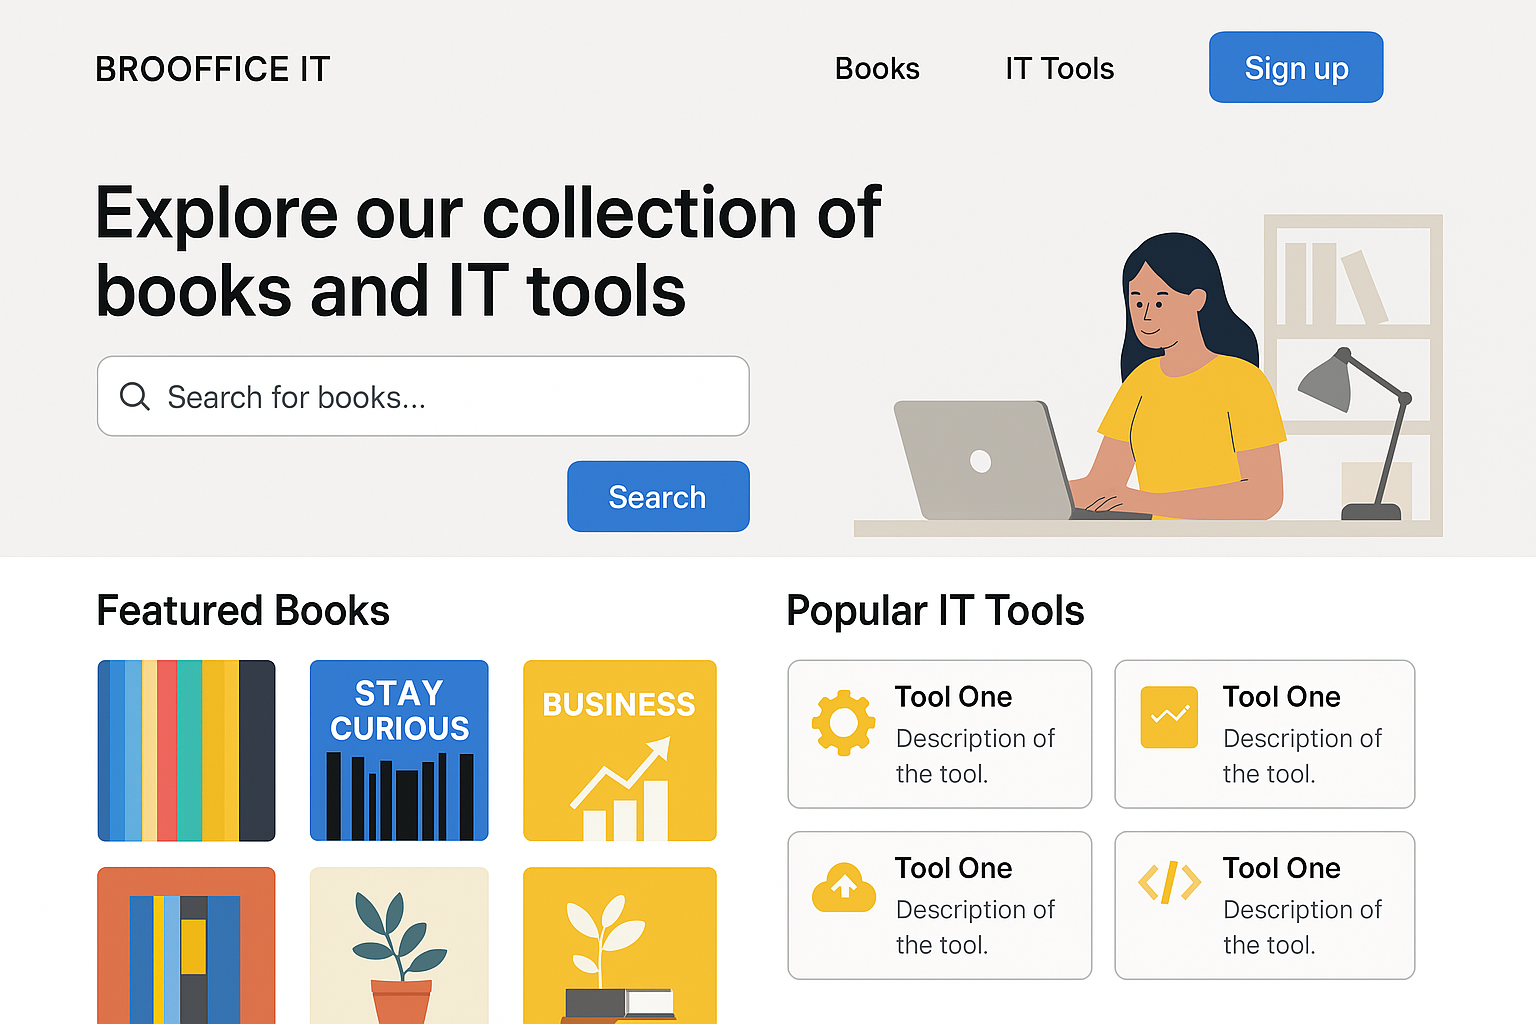 BROOFFICE IT
Books
IT Tools
Sign up
Explore our collection of
books and IT tools
Search for books...
Search
Featured Books
STAY
CURIOUS
BUSINESS
Popular IT Tools
Tool One
Description of
the tool.
Tool One
Description of
the tool.
Tool One
Description of
the tool.
Tool One
Description of
the tool.